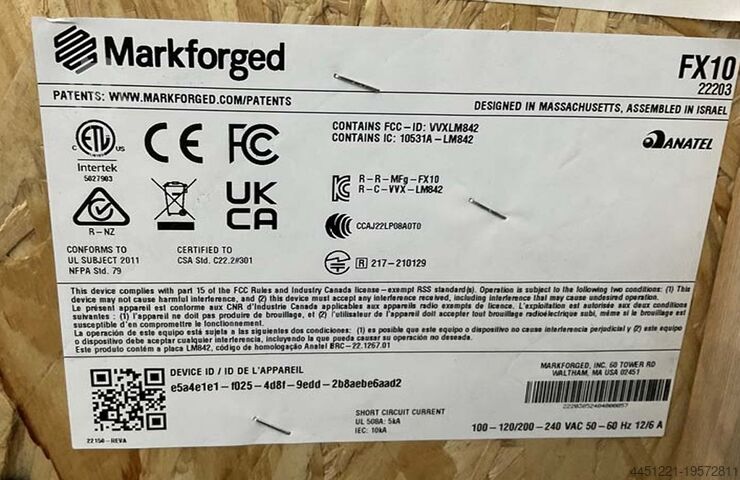 Markforged
FX10
22203
PATENTS: WWW.MARKFORGED.COM/PATENTS
DESIGNED IN MASSACHUSETTS, ASSEMBLED IN ISRAEL
C ETL US
Intertek
5027903
CE
FC
CONTAINS FCC-ID: VVXLM842
CONTAINS IC: 10531A-LM842
ANATEL
R-NZ
UK
CA
R-R-MFg-FX10
R-C-VVX-LM842
CCAJ22LP08A0T0
R 217-210129
CONFORMS TO
UL SUBJECT 2011
NFPA Std. 79
CERTIFIED TO
CSA Std. C22.2#301
This device complies with part 15 of the FCC Rules and Industry Canada license-exempt RSS standard(s). Operation is subject to the following two conditions: (1) This
device may not cause harmful interference, and (2) this device must accept any interference received, including interference that may cause undesired operation.
Le présent appareil est conforme aux CNR d'Industrie Canada applicables aux appareils radio exempts de licence. L'exploitation est autorisée aux deux conditions
suivantes : (1) l'appareil ne doit pas produire de brouillage, et (2) l'utilisateur de l'appareil doit accepter tout brouillage radioélectrique subi, même si le brouillage est
susceptible d'en compromettre le fonctionnement.
La operación de este equipo está sujeta a las siguientes dos condiciones: (1) es posible que este equipo o dispositivo no cause interferencia perjudicial y (2) este equipo
o dispositivo debe aceptar cualquier interferencia, incluyendo la que pueda causar su operación no deseada.
Este produto contém a placa LM842, código de homologação Anatel BRC-22.1267.01
DEVICE ID / ID DE L'APPAREIL
e5a4e1e1-f025-4d8f-9edd-2b8aebe6aad2
MARKFORGED, INC. 60 TOWER RD
WALTHAM, MA USA 02451
SHORT CIRCUIT CURRENT
UL 508A: 5kA
IEC: 10kA
100-120/200-240 VAC 50-60 Hz 12/6 A
22150-REVA
4451221-19572811